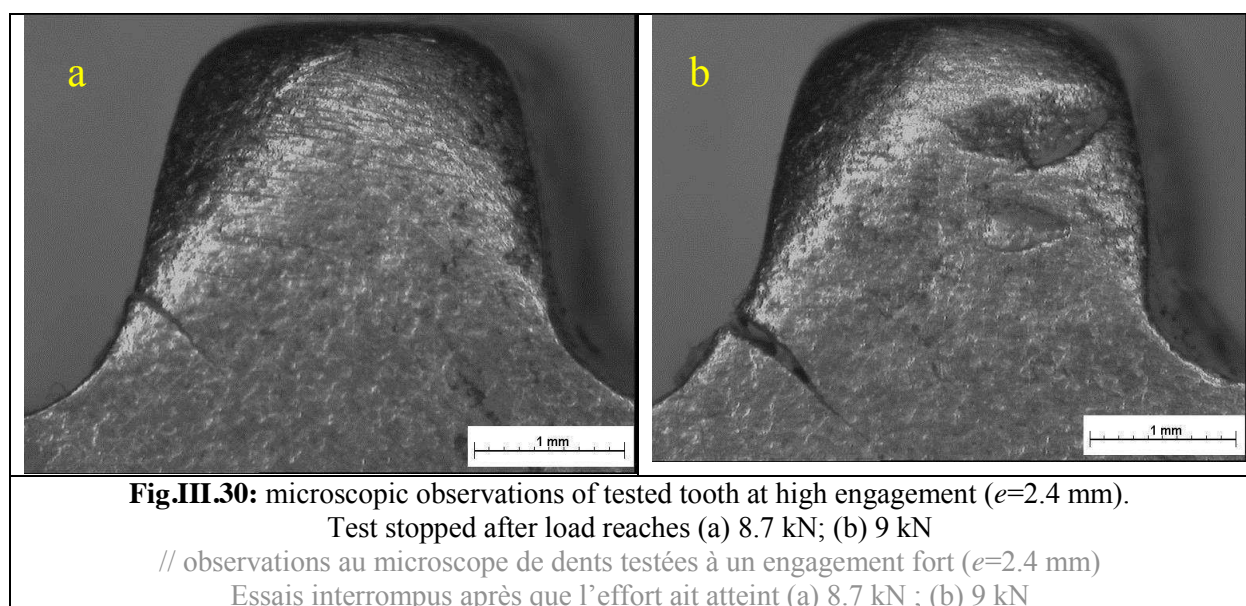 a
b
1 mm
1 mm
Fig.III.30: microscopic observations of tested tooth at high engagement (e=2.4 mm).
Test stopped after load reaches (a) 8.7 kN; (b) 9 kN
// observations au microscope de dents testées à un engagement fort (e=2.4 mm)
Essais interrompus après que l’effort ait atteint (a) 8.7 kN ; (b) 9 kN